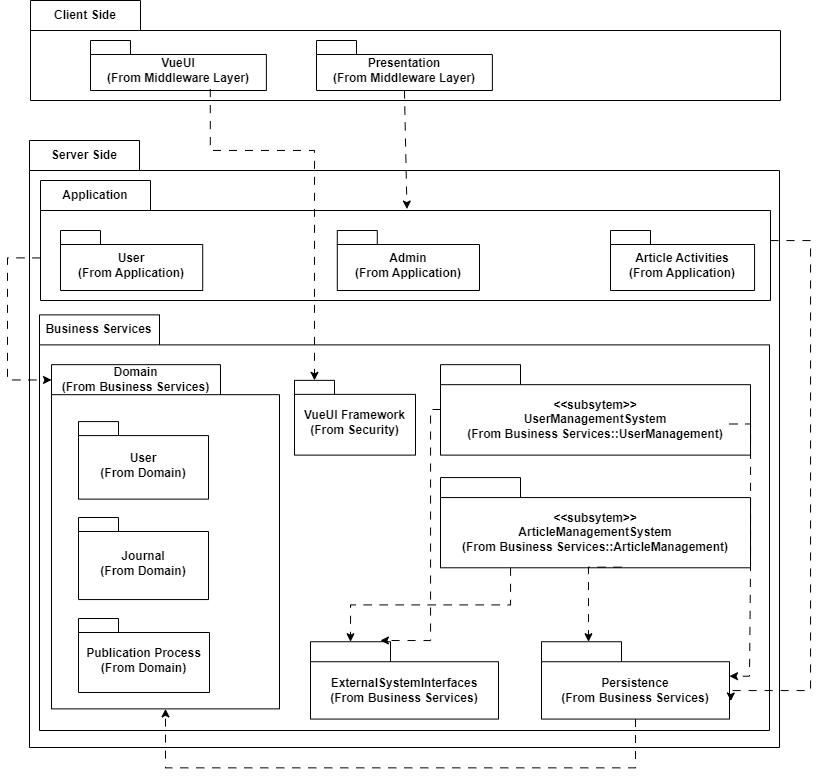 Client Side
VueUI
(From Middleware Layer)
Presentation
(From Middleware Layer)
Server Side
Application
User
(From Application)
Admin
(From Application)
Article Activities
(From Application)
Business Services
Domain
(From Business Services)
User
(From Domain)
Journal
(From Domain)
Publication Process
(From Domain)
VueUI Framework
(From Security)
<<subsytem>>
UserManagementSystem
(From Business Services::UserManagement)
<<subsytem>>
ArticleManagementSystem
(From Business Services::ArticleManagement)
ExternalSystemInterfaces
(From Business Services)
Persistence
(From Business Services)